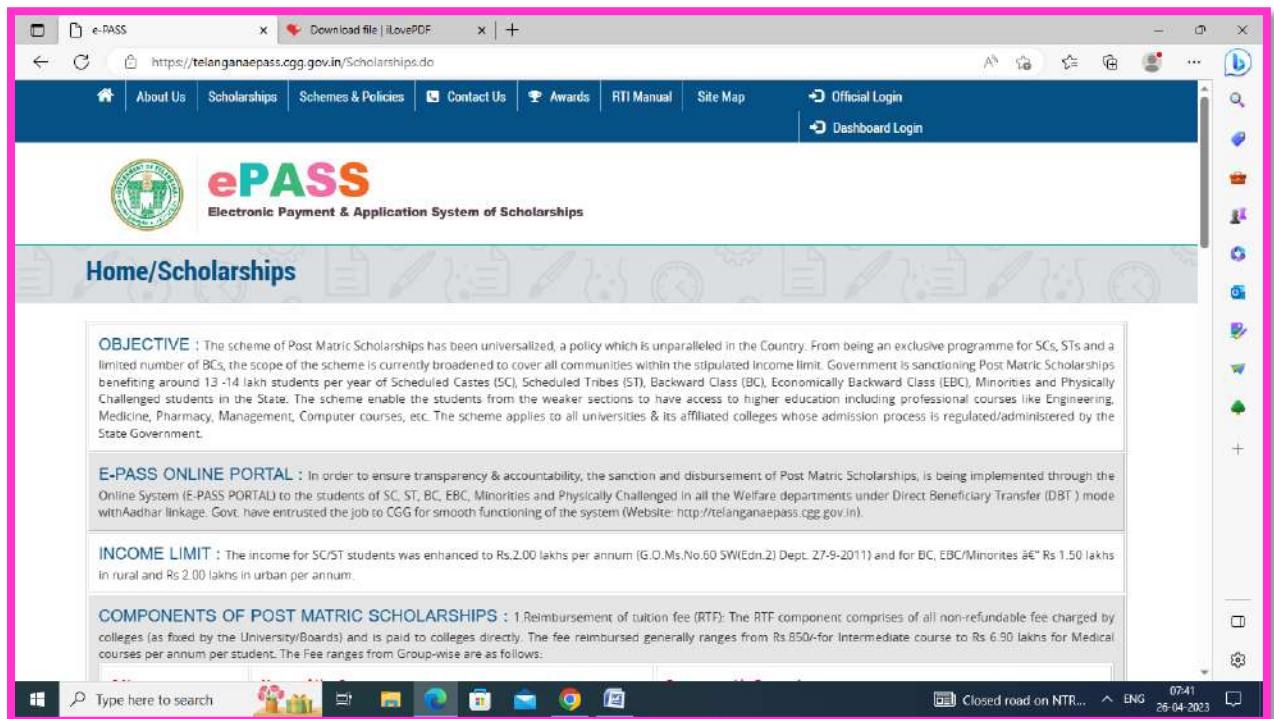 e-PASS
Download file | iLovePDF
https://telanganaepass.cgg.gov.in/Scholarships.do
About Us Scholarships Schemes & Policies Contact Us Awards RTI Manual Site Map Official Login
Dashboard Login
ePASS
Electronic Payment & Application System of Scholarships
Home/Scholarships
OBJECTIVE : The scheme of Post Matric Scholarships has been universalized, a policy which is unparalleled in the Country. From being an exclusive programme for SCs, STs and a
limited number of BCs, the scope of the scheme is currently broadened to cover all communities within the stipulated income limit. Government is sanctioning Post Matric Scholarships
benefiting around 13 -14 lakh students per year of Scheduled Castes (SC), Scheduled Tribes (ST), Backward Class (BC), Economically Backward Class (EBC), Minorities and Physically
Challenged students in the State. The scheme enable the students from the weaker sections to have access to higher education including professional courses like Engineering,
Medicine, Pharmacy, Management, Computer courses, etc. The scheme applies to all universities & its affiliated colleges whose admission process is regulated/administered by the
State Government.
E-PASS ONLINE PORTAL : In order to ensure transparency & accountability, the sanction and disbursement of Post Matric Scholarships, is being implemented through the
Online System (E-PASS PORTAL) to the students of SC, ST, BC, EBC, Minorities and Physically Challenged in all the Welfare departments under Direct Beneficiary Transfer (DBT ) mode
withAadhar linkage. Govt. have entrusted the job to CGG for smooth functioning of the system (Website: http://telanganaepass.cgg.gov.in).
INCOME LIMIT : The income for SC/ST students was enhanced to Rs.2.00 lakhs per annum (G.O.Ms.No.60 SW(Edn.2) Dept. 27-9-2011) and for BC, EBC/Minorites â€“ Rs 1.50 lakhs
in rural and Rs 2.00 lakhs in urban per annum.
COMPONENTS OF POST MATRIC SCHOLARSHIPS : 1.Reimbursement of tuition fee (RTF): The RTF component comprises of all non-refundable fee charged by
colleges (as fixed by the University/Boards) and is paid to colleges directly. The fee reimbursed generally ranges from Rs.850/-for Intermediate course to Rs 6.90 lakhs for Medical
courses per annum per student. The Fee ranges from Group-wise are as follows:
Type here to search
Closed road on NTR...
ENG
07:41
26-04-2023